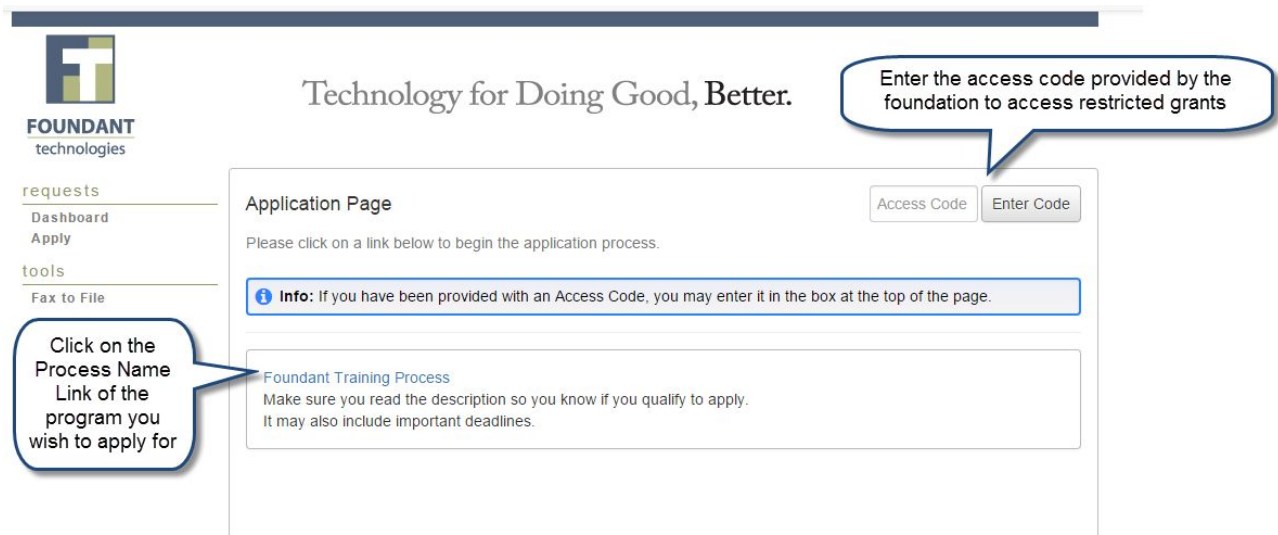 FT
FOUNDANT
technologies
Technology for Doing Good, Better.
Enter the access code provided by the
foundation to access restricted grants
requests
Dashboard
Apply
tools
Fax to File
Application Page
Access Code
Enter Code
Please click on a link below to begin the application process.
Info: If you have been provided with an Access Code, you may enter it in the box at the top of the page.
Click on the
Process Name
Link of the
program you
wish to apply for
Foundant Training Process
Make sure you read the description so you know if you qualify to apply.
It may also include important deadlines.